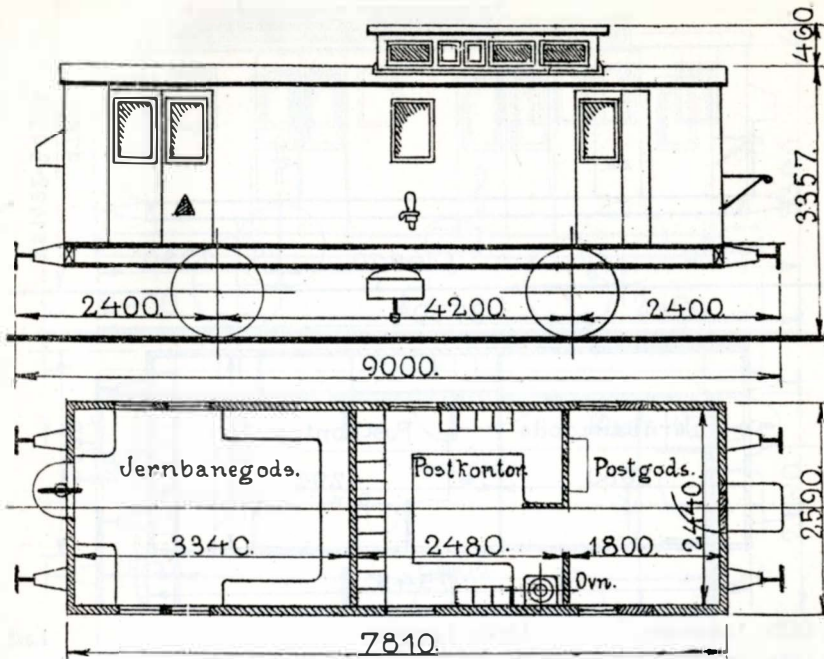 460
3357
2400. 4200. 2400.
9000.
Jernbanegods. Postkontor. Postgods.
3340. 2480. 1800. 2440. 2590.
Ovn.
7810.